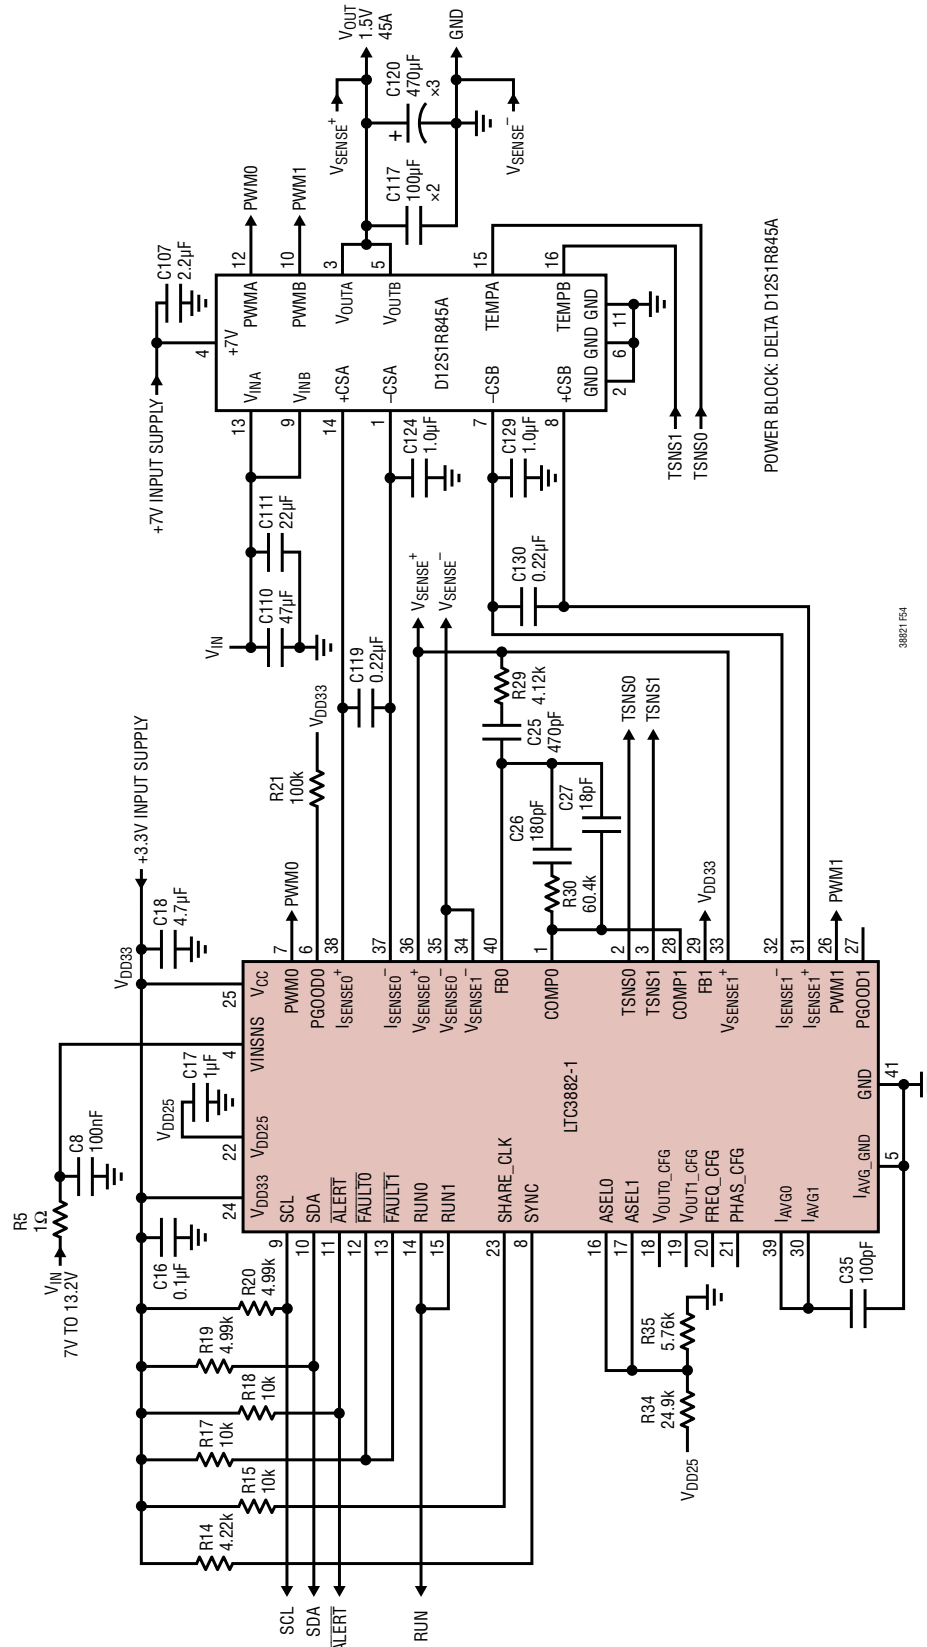 +3.3V INPUT SUPPLY
VIN
7V TO 13.2V
R5
1Ω
C8
100nF
VDD25
C17
1µF
VDD33
C18
4.7µF
C16
0.1µF
R20
4.99k
R19
4.99k
R18
10k
R17
10k
R15
10k
R14
4.22k
SCL
SDA
ALERT
RUN
24
VDD33
22
VDD25
4
VINSNS
25
VCC
9
SCL
10
SDA
11
ALERT
12
FAULT0
13
FAULT1
14
RUN0
15
RUN1
23
SHARE_CLK
8
SYNC
16
ASEL0
17
ASEL1
18
VOUT0_CFG
19
VOUT1_CFG
20
FREQ_CFG
21
PHAS_CFG
39
IAVG0
30
IAVG1
5
IAVG_GND
41
GND
LTC3882-1
VDD25
R34
24.9k
R35
5.76k
C35
100pF
7
PWM0
6
PGOOD0
38
ISENSE0+
37
ISENSE0–
36
VSENSE0+
35
VSENSE0–
34
VSENSE1–
40
FB0
1
COMP0
2
TSNS0
3
TSNS1
28
COMP1
29
FB1
33
VSENSE1+
32
ISENSE1–
31
ISENSE1+
26
PWM1
27
PGOOD1
PWM0
R21
100k
VDD33
C119
0.22µF
VSENSE+
VSENSE–
R29
4.12k
C25
470pF
C26
180pF
C27
18pF
R30
60.4k
TSNS0
TSNS1
VDD33
PWM1
VIN
C110
47µF
C111
22µF
+7V INPUT SUPPLY
C107
2.2µF
C124
1.0µF
C129
1.0µF
C130
0.22µF
13
VINA
9
VINB
14
+CSA
1
–CSA
7
–CSB
8
+CSB
4
+7V
D12S1R845A
12
PWMA
10
PWMB
3
VOUTA
5
VOUTB
15
TEMPA
16
TEMPB
GND GND GND
2
6
11
PWM0
PWM1
TSNS1
TSNS0
C117
100µF
×2
C120
470µF
×3
+
VSENSE+
VSENSE–
VOUT
1.5V
45A
GND
POWER BLOCK: DELTA D12S1R845A
38821 F54